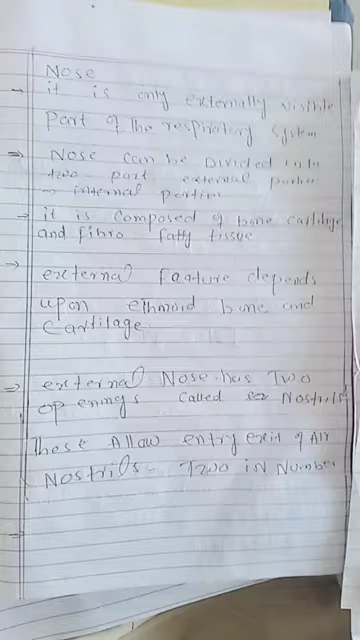 Nose
→ it is only externally visible
Part of the respiratory system
→ Nose can be Divided into
two part external portion
→ internal portion
→ it is composed of bone cartilage
and fibro fatty tissue
→ external faature depends
upon ethmoid bone and
cartilage
→ external Nose has Two
openings called Nostrils
these Allow entry exit of Air
Nostrils - Two in Number
→